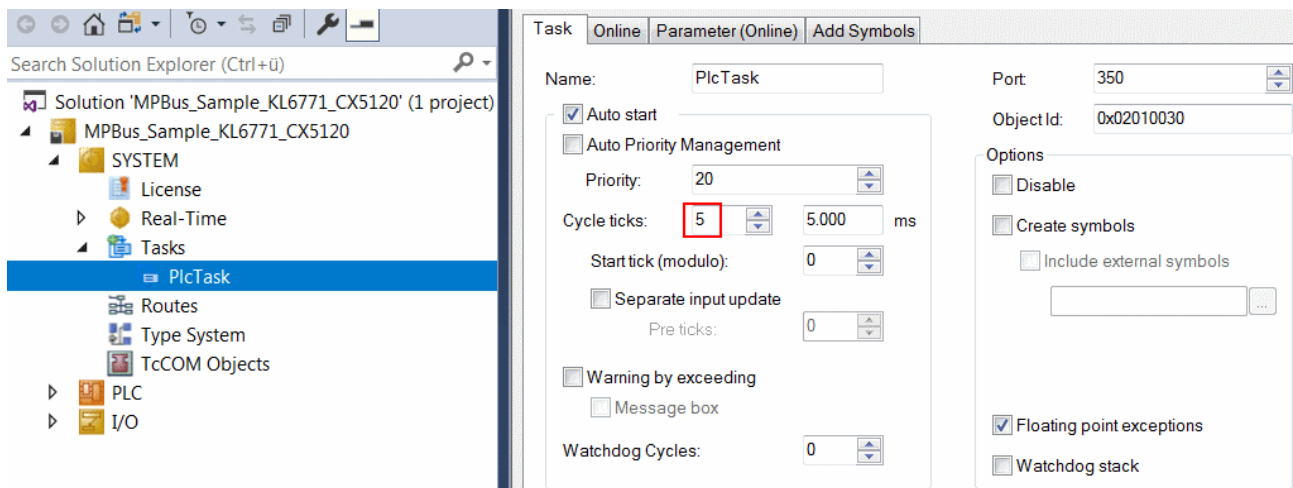 Search Solution Explorer (Ctrl+ü)
Solution 'MPBus_Sample_KL6771_CX5120' (1 project)
MPBus_Sample_KL6771_CX5120
SYSTEM
License
Real-Time
Tasks
PlcTask
Routes
Type System
TcCOM Objects
PLC
I/O
Task Online Parameter (Online) Add Symbols
Name: PlcTask
Auto start
Auto Priority Management
Priority: 20
Cycle ticks: 5 5.000 ms
Start tick (modulo): 0
Separate input update
Pre ticks: 0
Warning by exceeding
Message box
Watchdog Cycles: 0
Port: 350
Object Id: 0x02010030
Options
Disable
Create symbols
Include external symbols
...
Floating point exceptions
Watchdog stack